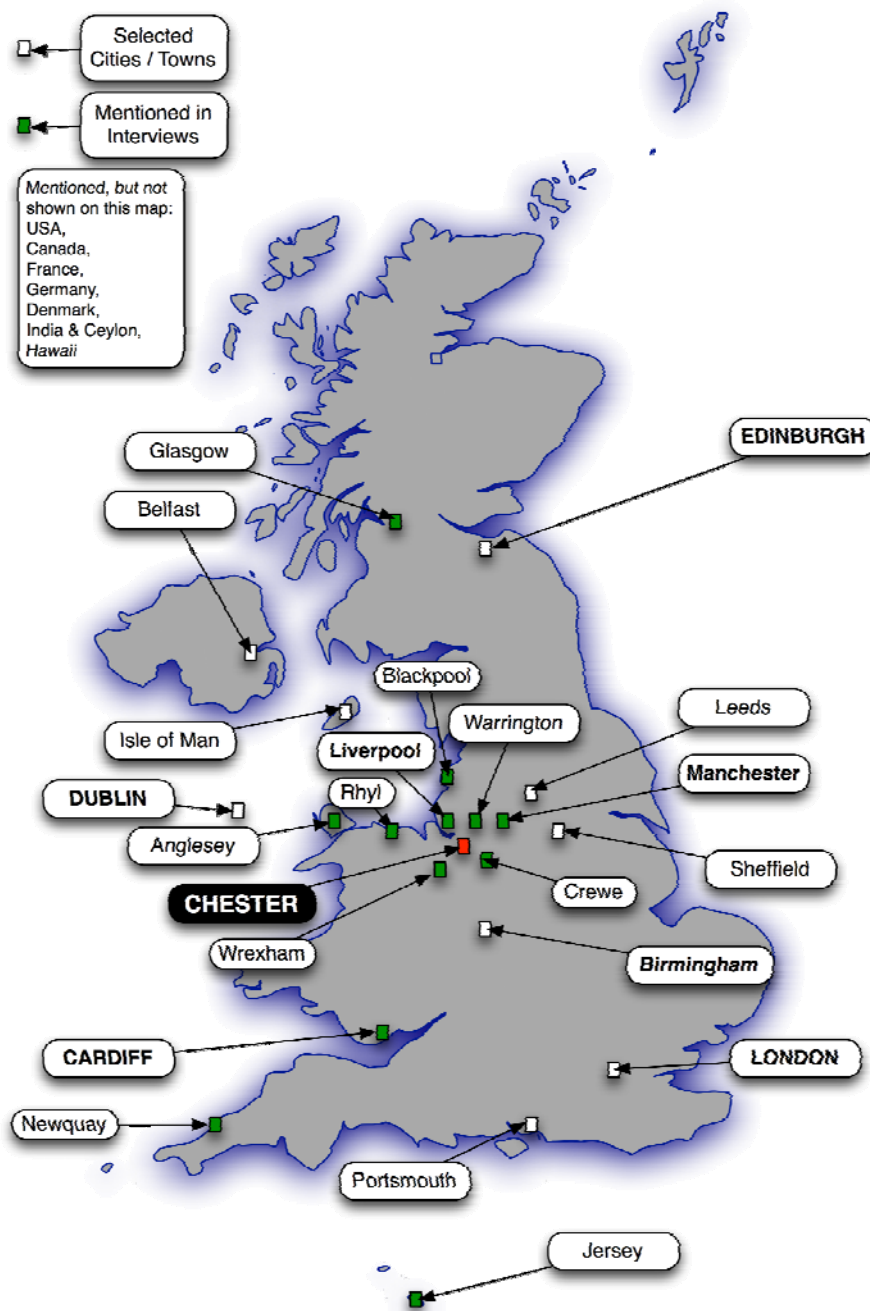 Selected
Cities / Towns
Mentioned in
Interviews
Mentioned, but not
shown on this map:
USA,
Canada,
France,
Germany,
Denmark,
India & Ceylon,
Hawaii
EDINBURGH
Glasgow
Belfast
Blackpool
Isle of Man
Liverpool
Warrington
Leeds
DUBLIN
Rhyl
Manchester
Anglesey
Sheffield
CHESTER
Crewe
Wrexham
Birmingham
CARDIFF
LONDON
Newquay
Portsmouth
Jersey